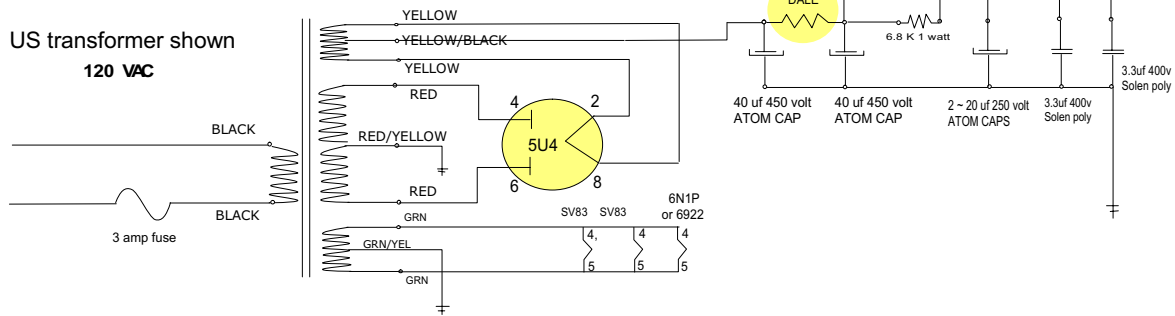 DALE
YELLOW
US transformer shown
120 VAC
YELLOW/BLACK
YELLOW
6.8 K 1 watt
3.3uf 400v
Solen poly
RED
4
2
40 uf 450 volt
ATOM CAP
40 uf 450 volt
ATOM CAP
2 ~ 20 uf 250 volt
ATOM CAPS
3.3uf 400v
Solen poly
BLACK
RED/YELLOW
5U4
6
8
RED
BLACK
3 amp fuse
GRN
SV83
SV83
6N1P
or 6922
GRN/YEL
4,
4
4
5
5
5
GRN